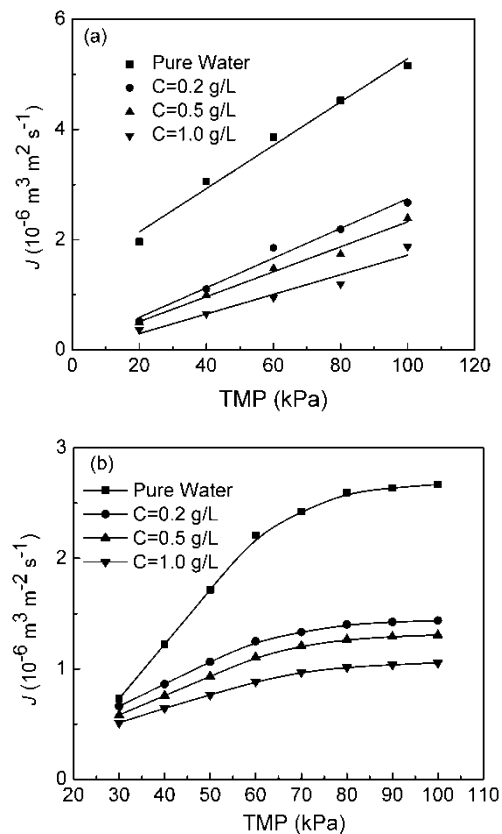 (a)
Pure Water
C=0.2 g/L
C=0.5 g/L
C=1.0 g/L
6
4
2
0
J (10⁻⁶ m³ m² s⁻¹)
0 20 40 60 80 100 120
TMP (kPa)
(b)
Pure Water
C=0.2 g/L
C=0.5 g/L
C=1.0 g/L
3
2
1
0
J (10⁻⁶ m³ m⁻² s⁻¹)
20 30 40 50 60 70 80 90 100 110
TMP (kPa)